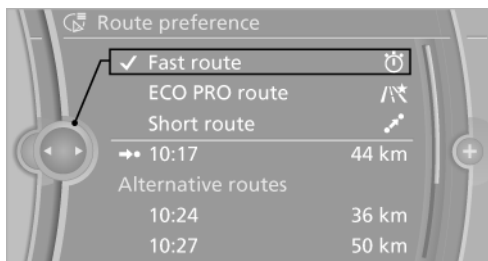 Route preference
Fast route
ECO PRO route
Short route
10:17 44 km
Alternative routes
10:24 36 km
10:27 50 km